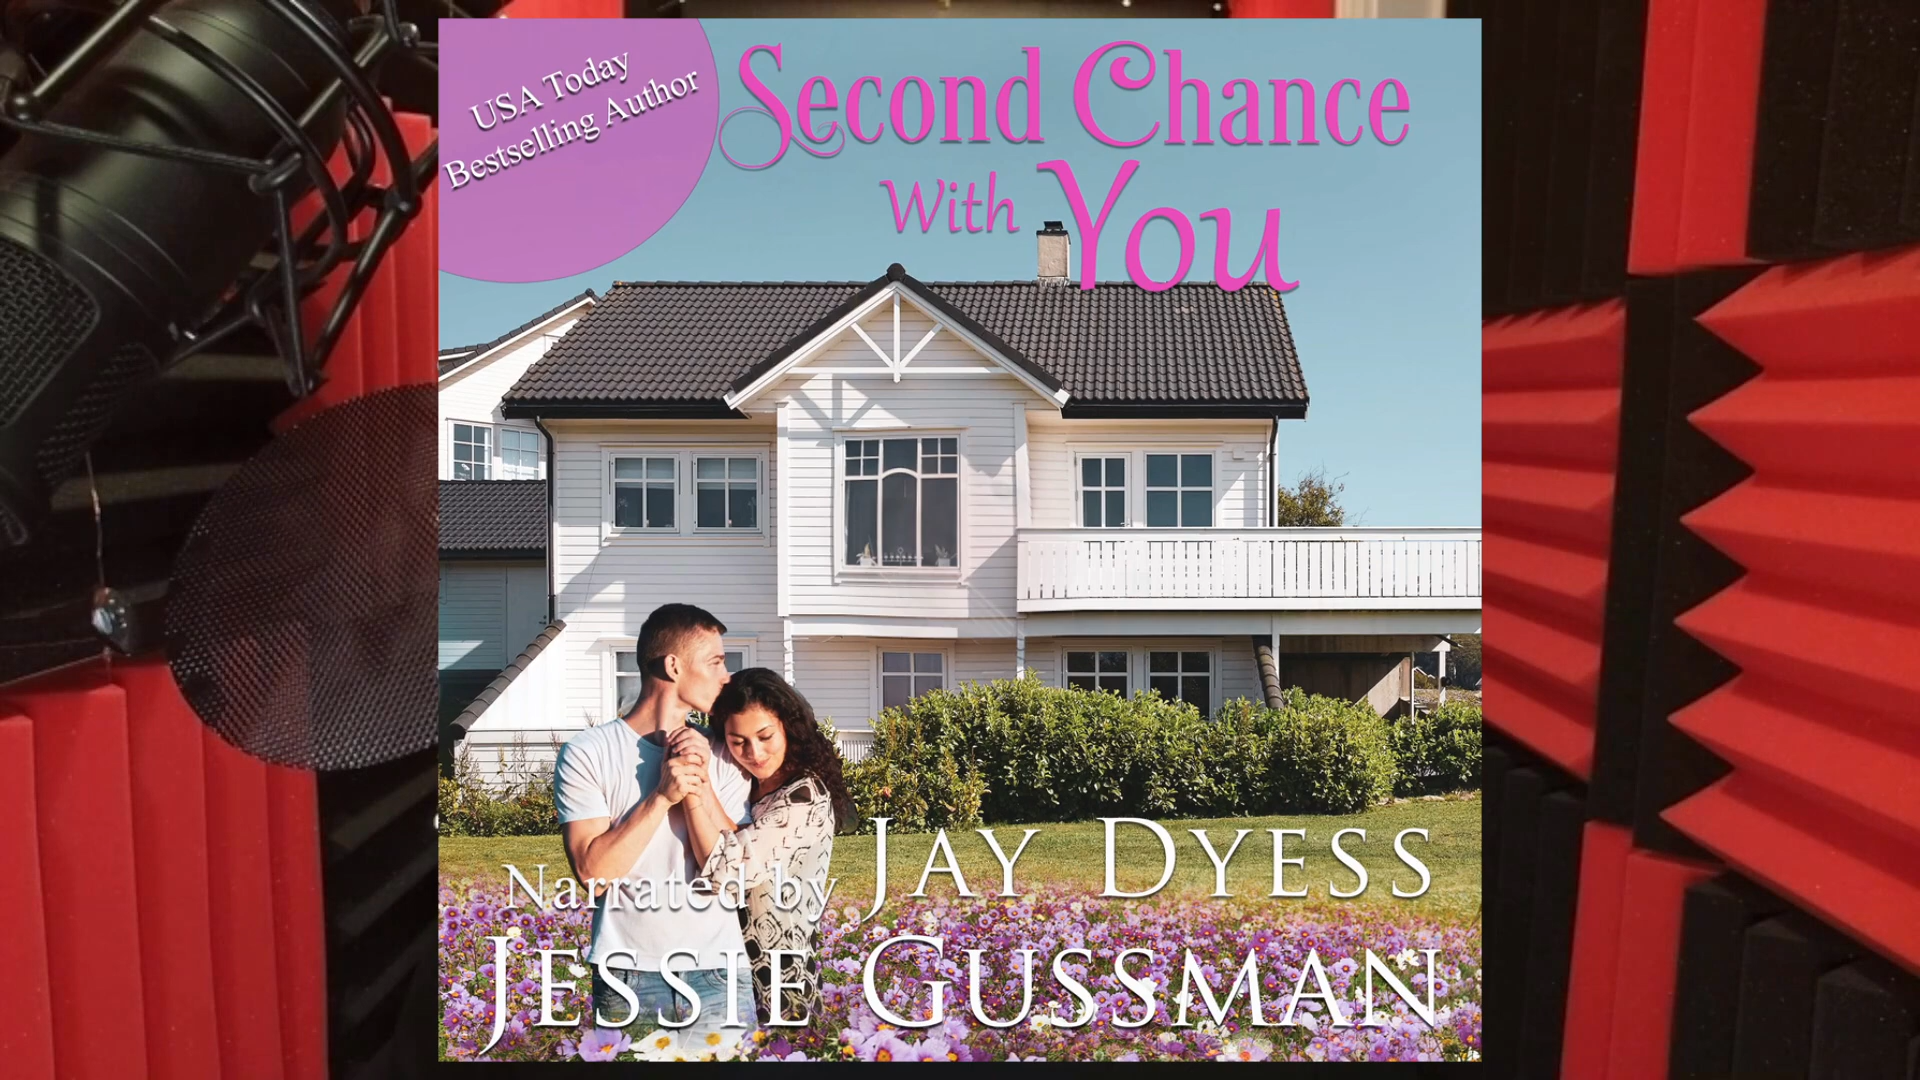 USA Today
Bestselling Author
Second Chance
With You
Narrated by JAY DYESS
JESSIE GUSSMAN